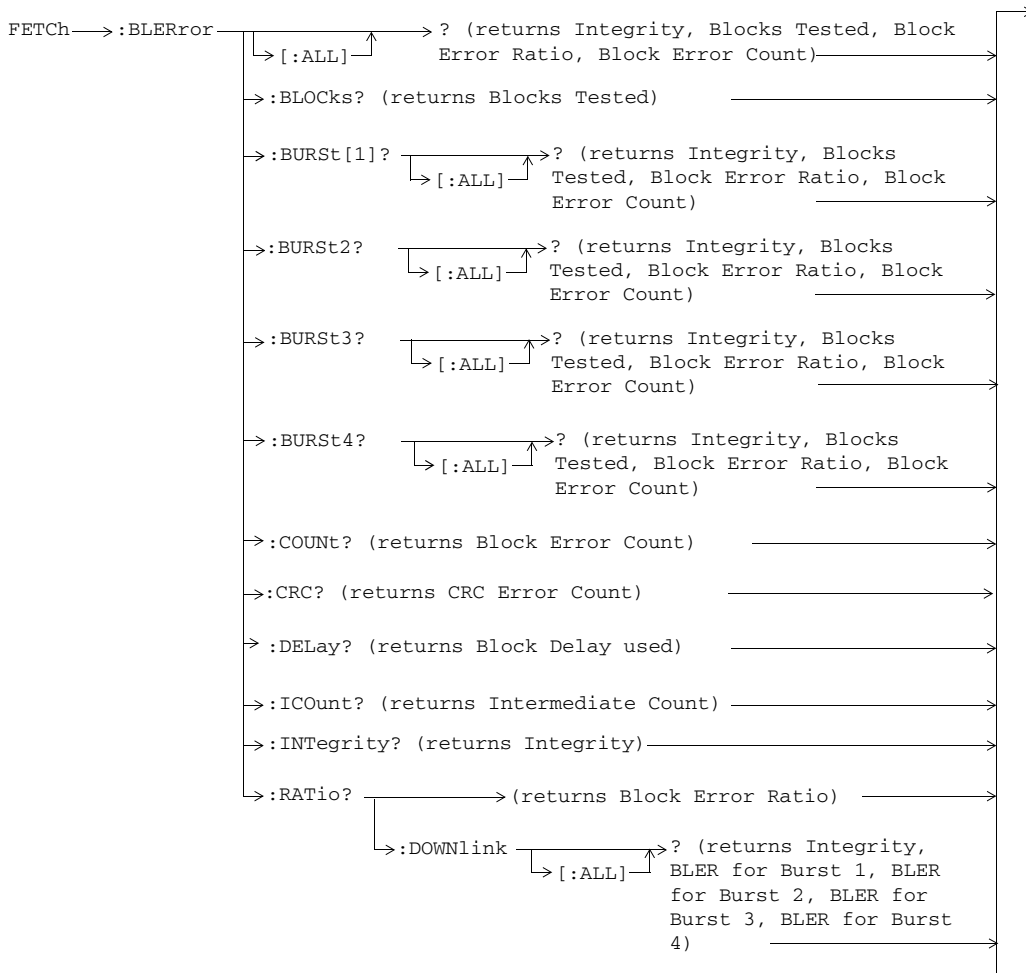 FETCh :BLERror ? (returns Integrity, Blocks Tested, Block
[:ALL] Error Ratio, Block Error Count)
:BLOCks? (returns Blocks Tested)
:BURSt[1]? ? (returns Integrity, Blocks
[:ALL] Tested, Block Error Ratio, Block
Error Count)
:BURSt2? ? (returns Integrity, Blocks
[:ALL] Tested, Block Error Ratio, Block
Error Count)
:BURSt3? ? (returns Integrity, Blocks
[:ALL] Tested, Block Error Ratio, Block
Error Count)
:BURSt4? ? (returns Integrity, Blocks
[:ALL] Tested, Block Error Ratio, Block
Error Count)
:COUNt? (returns Block Error Count)
:CRC? (returns CRC Error Count)
:DELay? (returns Block Delay used)
:ICOunt? (returns Intermediate Count)
:INTegrity? (returns Integrity)
:RATio? (returns Block Error Ratio)
:DOWNlink ? (returns Integrity,
[:ALL] BLER for Burst 1, BLER
for Burst 2, BLER for
Burst 3, BLER for Burst
4)